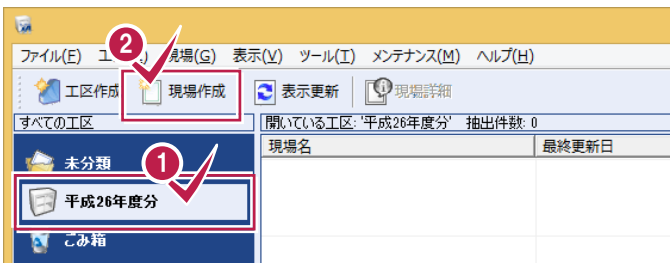 ファイル(F) 現場(G) 表示(V) ツール(T) メンテナンス(M) ヘルプ(H)
2
工区作成 現場作成 表示更新 現場詳細
すべての工区 開いている工区: '平成26年度分' 抽出件数: 0
現場名 最終更新日
未分類
1
平成26年度分
ごみ箱